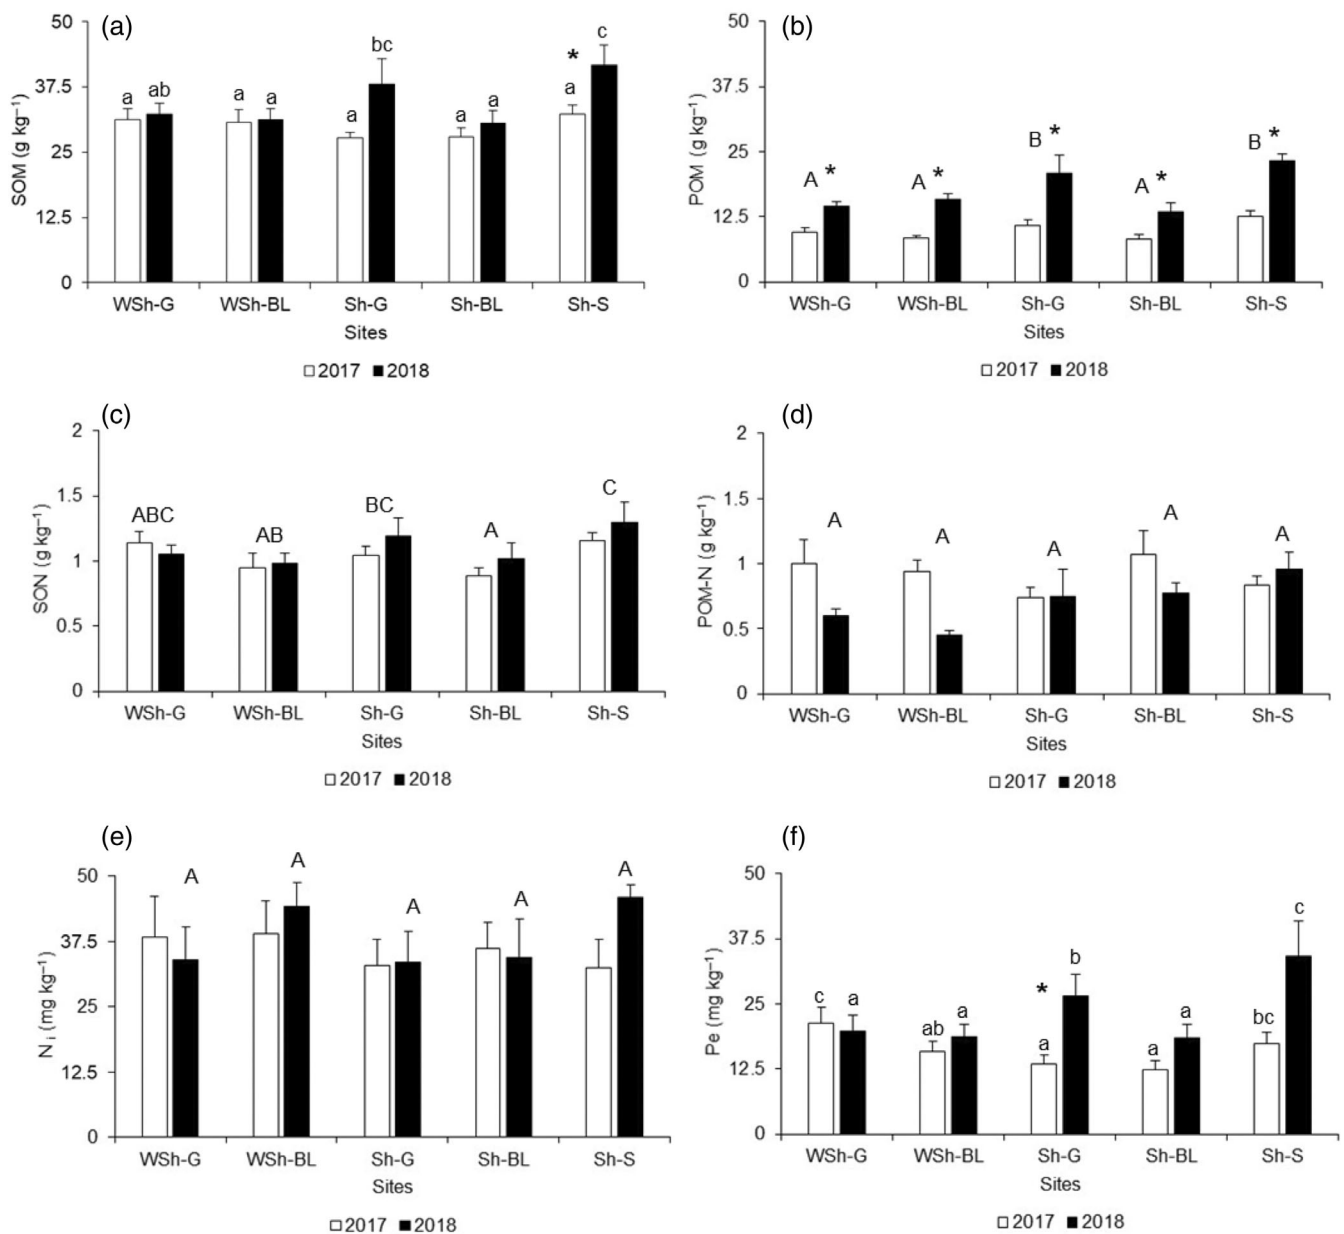 (a)
50
37.5
25
12.5
0
SOM (g kg⁻¹)
a ab a a a bc a a * a c
WSh-G WSh-BL Sh-G Sh-BL Sh-S
Sites
2017 2018
(b)
50
37.5
25
12.5
0
POM (g kg⁻¹)
A * A * B * A * B *
WSh-G WSh-BL Sh-G Sh-BL Sh-S
Sites
2017 2018
(c)
2
1.5
1
0.5
0
SON (g kg⁻¹)
ABC AB BC A C
WSh-G WSh-BL Sh-G Sh-BL Sh-S
Sites
2017 2018
(d)
2
1.5
1
0.5
0
POM-N (g kg⁻¹)
A A A A A
WSh-G WSh-BL Sh-G Sh-BL Sh-S
Sites
2017 2018
(e)
50
37.5
25
12.5
0
N i (mg kg⁻¹)
A A A A A
WSh-G WSh-BL Sh-G Sh-BL Sh-S
Sites
2017 2018
(f)
50
37.5
25
12.5
0
Pe (mg kg⁻¹)
c a ab a a * b a a bc c
WSh-G WSh-BL Sh-G Sh-BL Sh-S
Sites
2017 2018